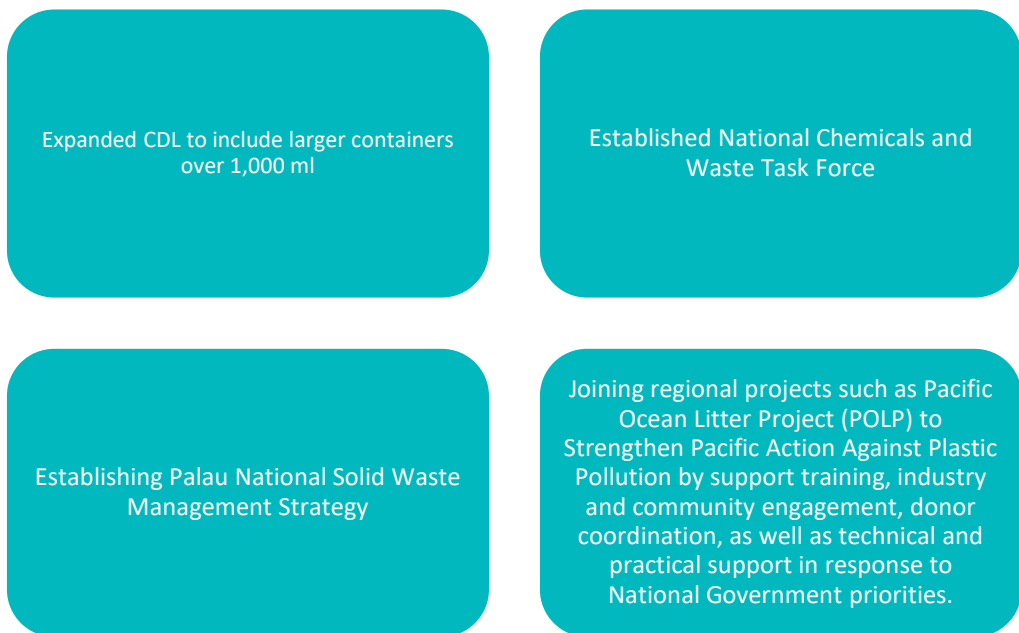 Expanded CDL to include larger containers
over 1,000 ml
Established National Chemicals and
Waste Task Force
Establishing Palau National Solid Waste
Management Strategy
Joining regional projects such as Pacific
Ocean Litter Project (POLP) to
Strengthen Pacific Action Against Plastic
Pollution by support training, industry
and community engagement, donor
coordination, as well as technical and
practical support in response to
National Government priorities.